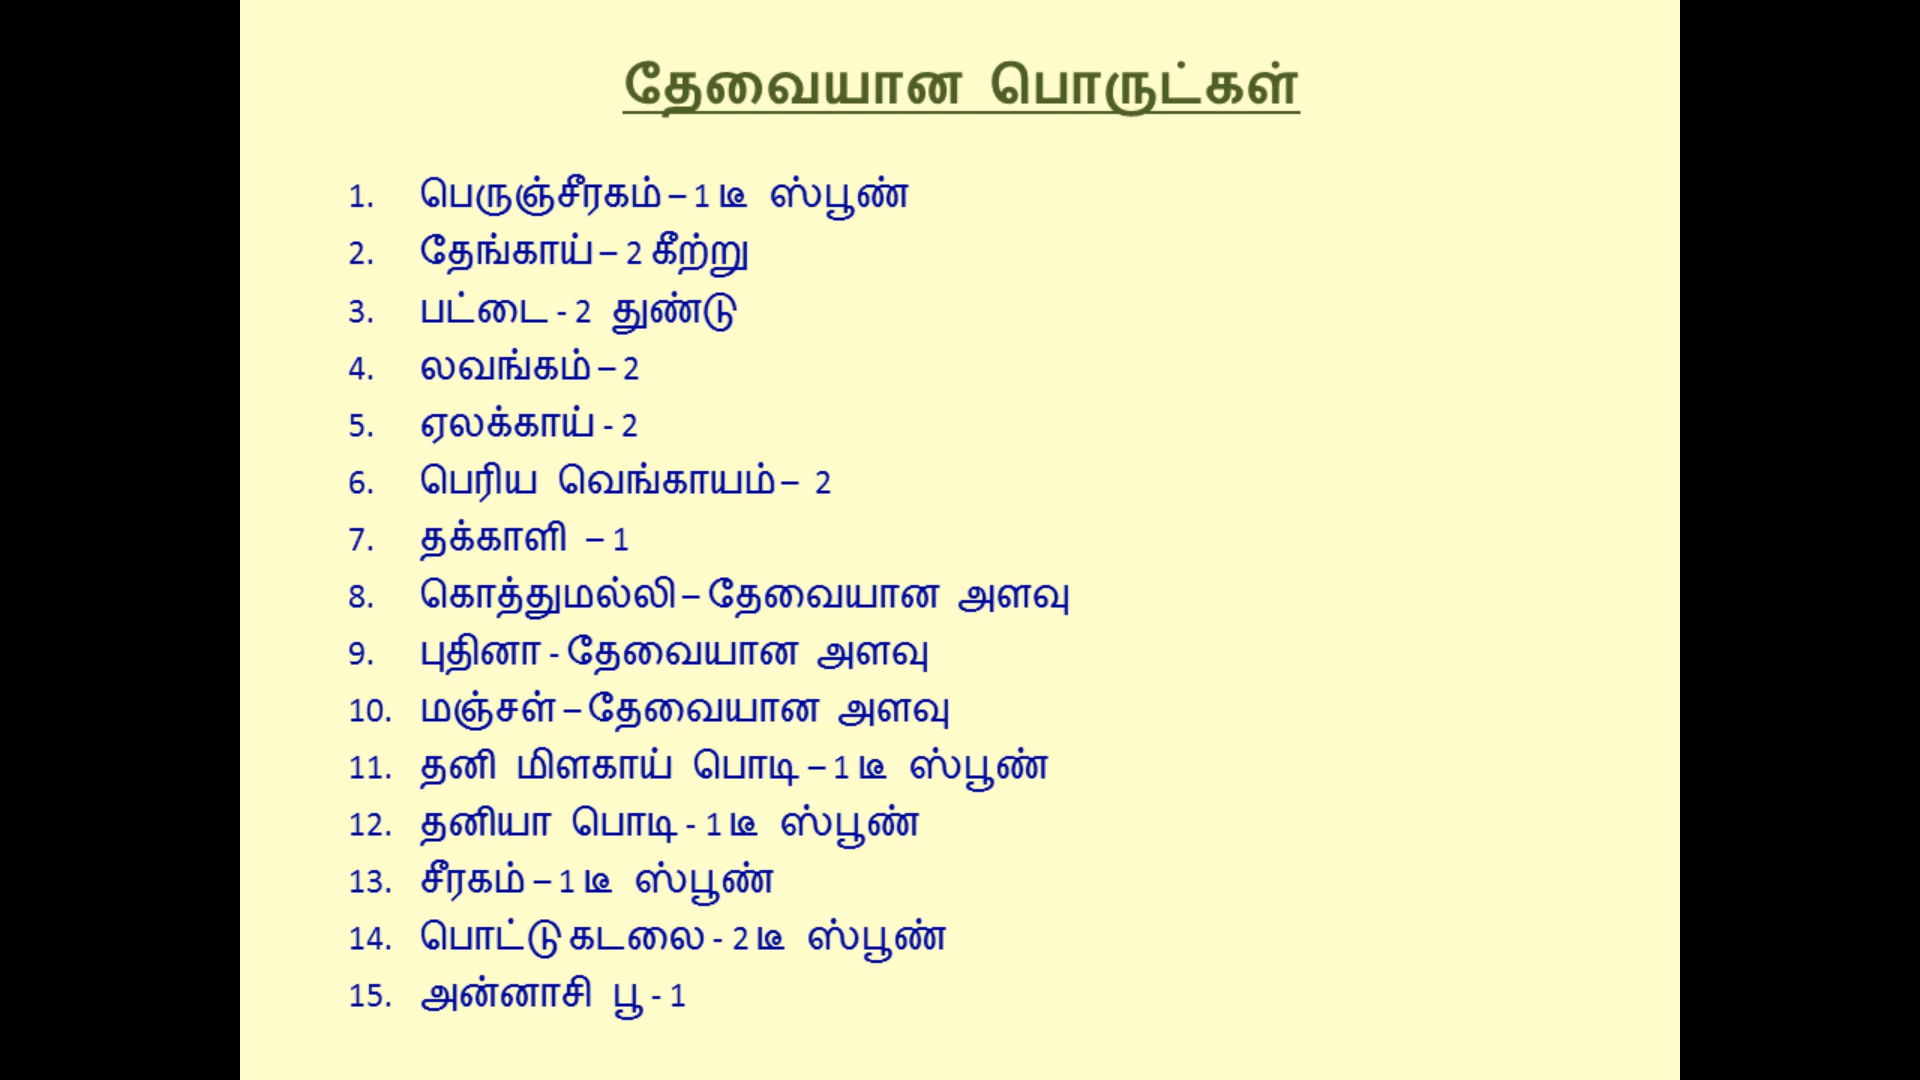 தேவையான பொருட்கள்
1. பெருஞ்சீரகம் – 1 டீ ஸ்பூண்
2. தேங்காய் – 2 கீற்று
3. பட்டை - 2 துண்டு
4. லவங்கம் – 2
5. ஏலக்காய் - 2
6. பெரிய வெங்காயம் – 2
7. தக்காளி – 1
8. கொத்துமல்லி – தேவையான அளவு
9. புதினா - தேவையான அளவு
10. மஞ்சள் – தேவையான அளவு
11. தனி மிளகாய் பொடி – 1 டீ ஸ்பூண்
12. தனியா பொடி - 1 டீ ஸ்பூண்
13. சீரகம் – 1 டீ ஸ்பூண்
14. பொட்டுகடலை - 2 டீ ஸ்பூண்
15. அன்னாசி பூ - 1